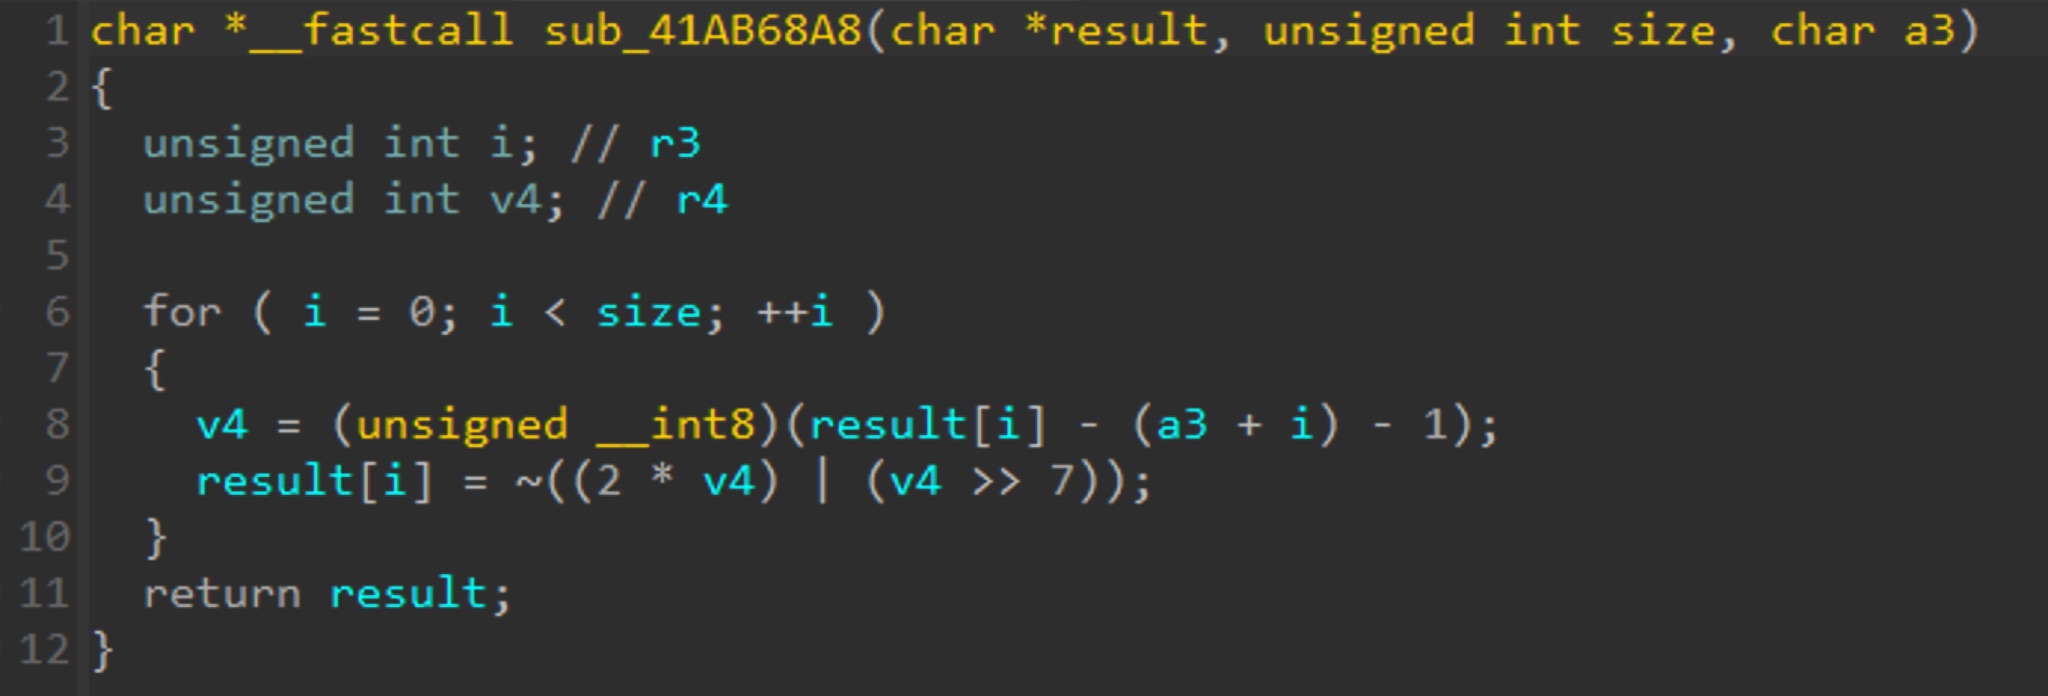 1 char *__fastcall sub_41AB68A8(char *result, unsigned int size, char a3)
2 {
3   unsigned int i; // r3
4   unsigned int v4; // r4
5
6   for ( i = 0; i < size; ++i )
7   {
8     v4 = (unsigned __int8)(result[i] - (a3 + i) - 1);
9     result[i] = ~((2 * v4) | (v4 >> 7));
10   }
11   return result;
12 }